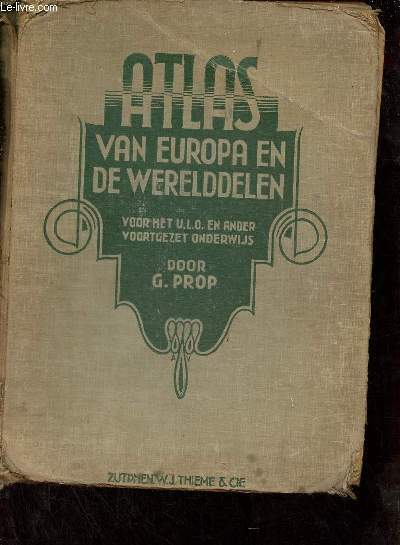 Le-livre.com
ATLAS
VAN EUROPA EN
DE WERELDDELEN
VOOR HET U.L.O. EN ANDER
VOORTGEZET ONDERWIJS
DOOR
G. PROP
ZUTPHEN. W.J. THIEME & CIE